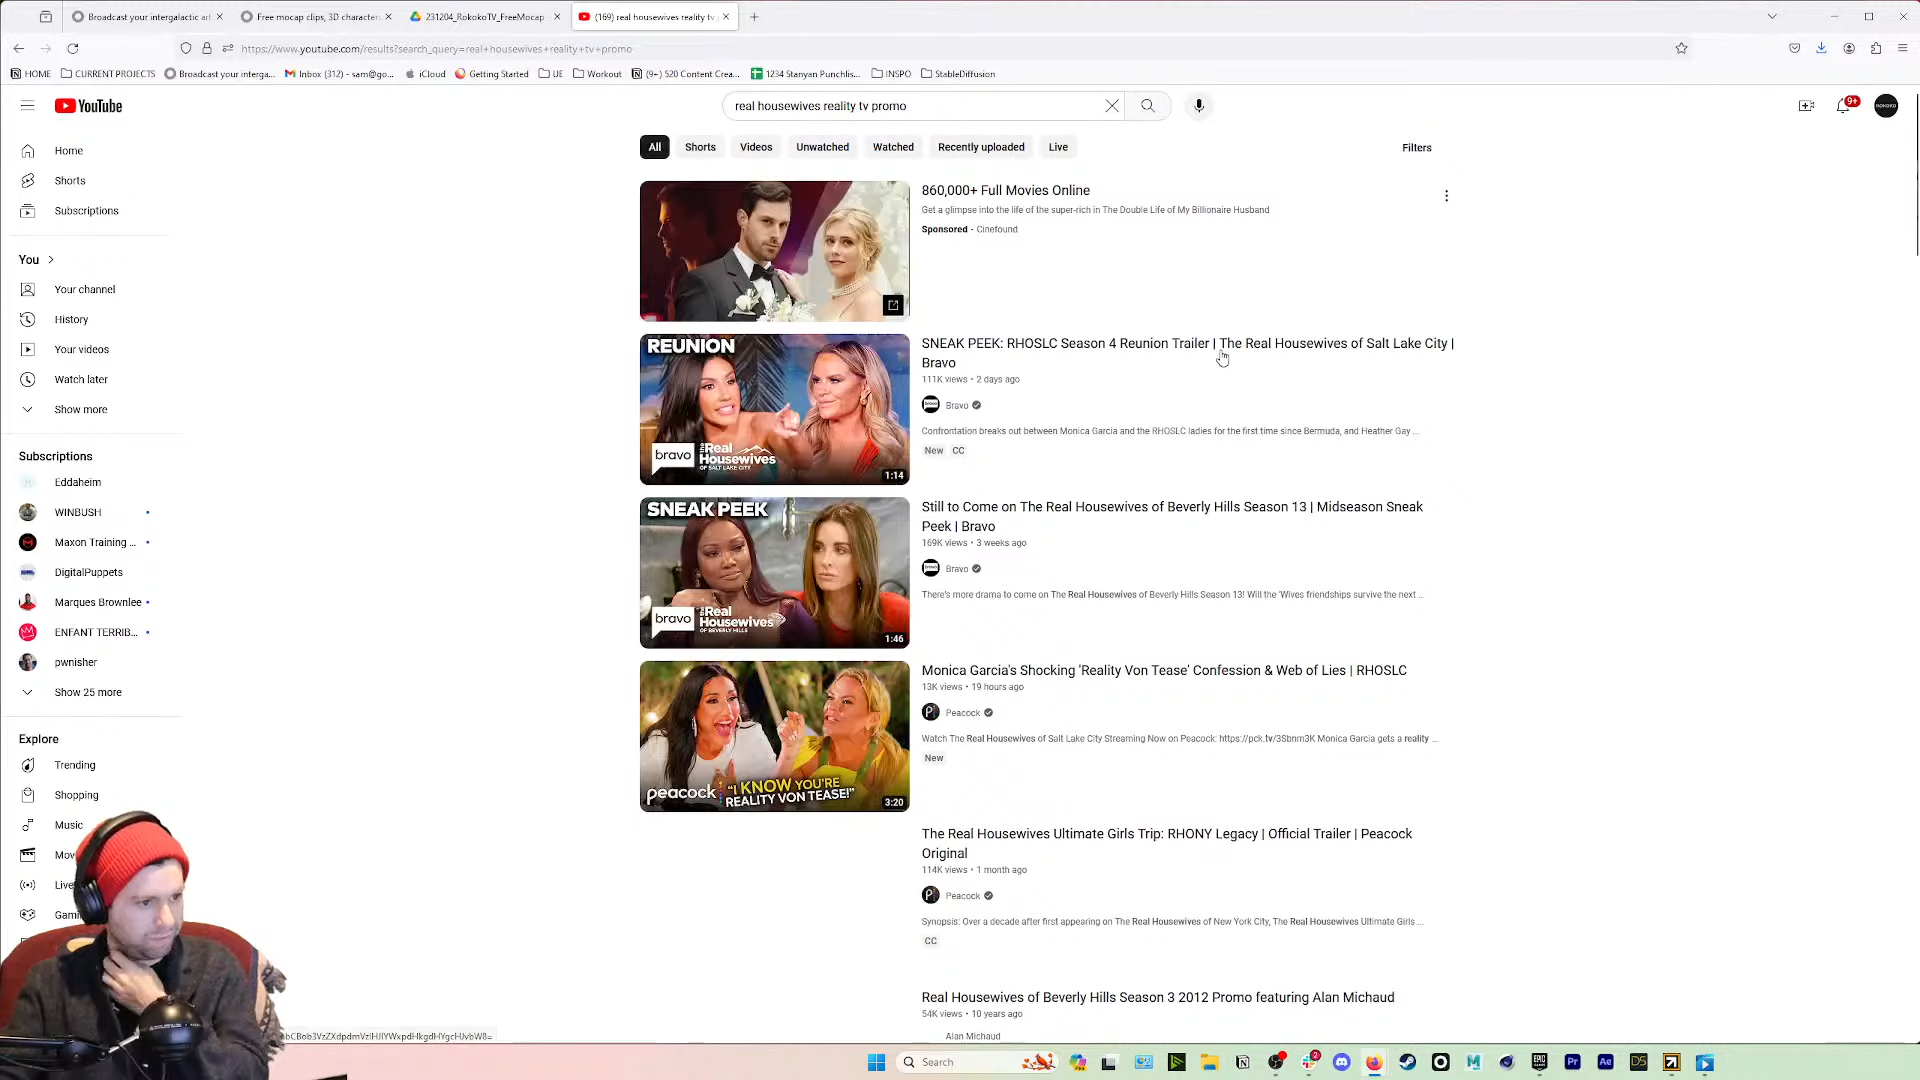 Broadcast your intergalactic ar
Free mocap clips, 3D character
231204_RokokoTV_FreeMocap
(169) real housewives reality tv
https://www.youtube.com/results?search_query=real+housewives+reality+tv+promo
HOME
CURRENT PROJECTS
Broadcast your interga...
Inbox (312) - sam@go...
iCloud
Getting Started
UE
Workout
(9+) 520 Content Crea...
1234 Stanyan Punchlis...
INSPO
StableDiffusion
YouTube
real housewives reality tv promo
9+
Home
Shorts
Subscriptions
You
Your channel
History
Your videos
Watch later
Show more
Subscriptions
Eddaheim
WINBUSH
Maxon Training ...
DigitalPuppets
Marques Brownlee
ENFANT TERRIB...
pwnisher
Show 25 more
Explore
Trending
Shopping
Music
Mov
Live
Gami
All
Shorts
Videos
Unwatched
Watched
Recently uploaded
Live
Filters
860,000+ Full Movies Online
Get a glimpse into the life of the super-rich in The Double Life of My Billionaire Husband
Sponsored · Cinefound
REUNION
bravo
the Real Housewives
OF SALT LAKE CITY
1:14
SNEAK PEEK: RHOSLC Season 4 Reunion Trailer | The Real Housewives of Salt Lake City |
Bravo
111K views • 2 days ago
Bravo
Confrontation breaks out between Monica Garcia and the RHOSLC ladies for the first time since Bermuda, and Heather Gay ...
New CC
SNEAK PEEK
bravo
the Real Housewives
OF BEVERLY HILLS
1:46
Still to Come on The Real Housewives of Beverly Hills Season 13 | Midseason Sneak
Peek | Bravo
169K views • 3 weeks ago
Bravo
There's more drama to come on The Real Housewives of Beverly Hills Season 13! Will the 'Wives friendships survive the next ...
peacock
"I KNOW YOU'RE
REALITY VON TEASE!"
3:20
Monica Garcia's Shocking 'Reality Von Tease' Confession & Web of Lies | RHOSLC
13K views • 19 hours ago
Peacock
Watch The Real Housewives of Salt Lake City Streaming Now on Peacock: https://pck.tv/3Sbnm3K Monica Garcia gets a reality ...
New
The Real Housewives Ultimate Girls Trip: RHONY Legacy | Official Trailer | Peacock
Original
114K views • 1 month ago
Peacock
Synopsis: Over a decade after first appearing on The Real Housewives of New York City, The Real Housewives Ultimate Girls ...
CC
Real Housewives of Beverly Hills Season 3 2012 Promo featuring Alan Michaud
54K views • 10 years ago
Alan Michaud
Search